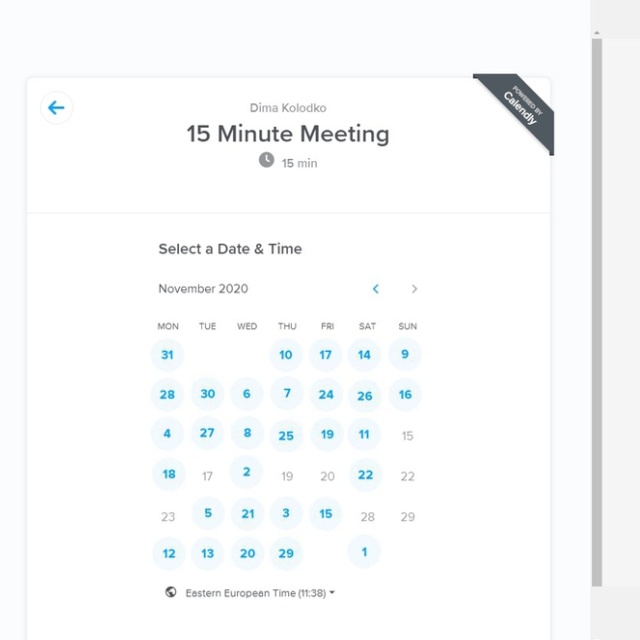 POWERED BY
Calendly
Dima Kolodko
15 Minute Meeting
15 min
Select a Date & Time
November 2020
MON TUE WED THU FRI SAT SUN
31 10 17 14 9
28 30 6 7 24 26 16
4 27 8 25 19 11 15
18 17 2 19 20 22 22
23 5 21 3 15 28 29
12 13 20 29 1
Eastern European Time (11:38)